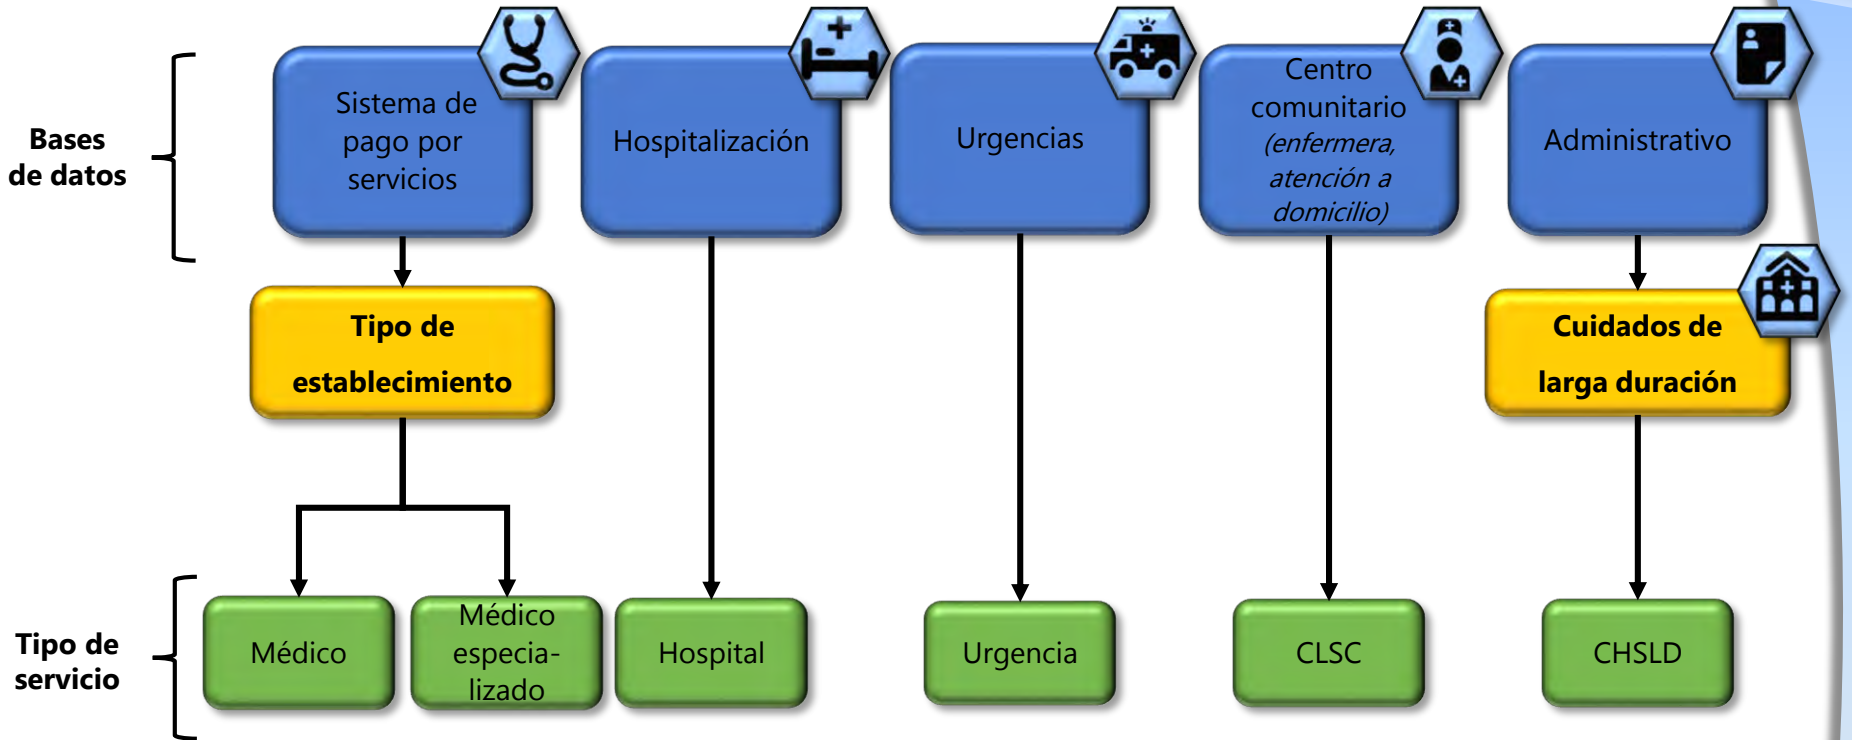 Bases
de datos
Sistema de
pago por
servicios
Hospitalización
Urgencias
Centro
comunitario
(enfermera,
atención a
domicilio)
Administrativo
Tipo de
establecimiento
Cuidados de
larga duración
Tipo de
servicio
Médico
Médico
especia-
lizado
Hospital
Urgencia
CLSC
CHSLD